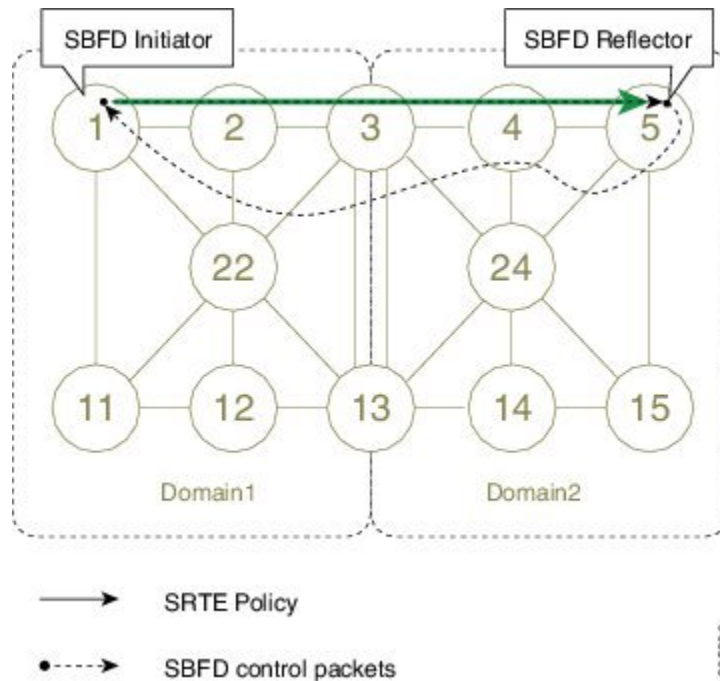 SBFD Initiator
SBFD Reflector
1
2
3
4
5
22
24
11
12
13
14
15
Domain1
Domain2
SRTE Policy
SBFD control packets